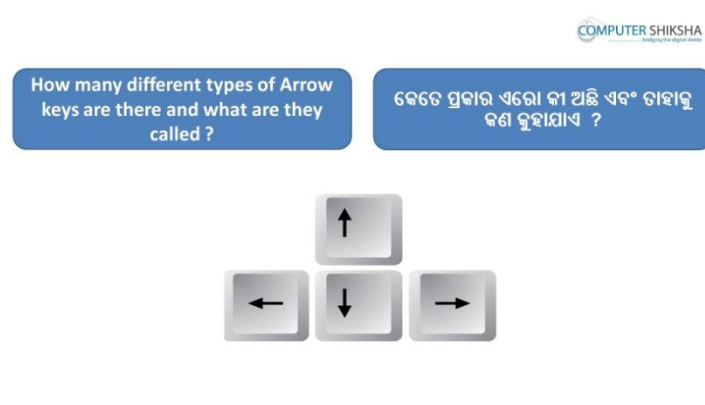 COMPUTER SHIKSHA
bridging the digital divide
How many different types of Arrow
keys are there and what are they
called ?
କେତେ ପ୍ରକାର ଏରୋ କୀ ଅଛି ଏବଂ ତାହାକୁ
କଣ କୁହାଯାଏ ?